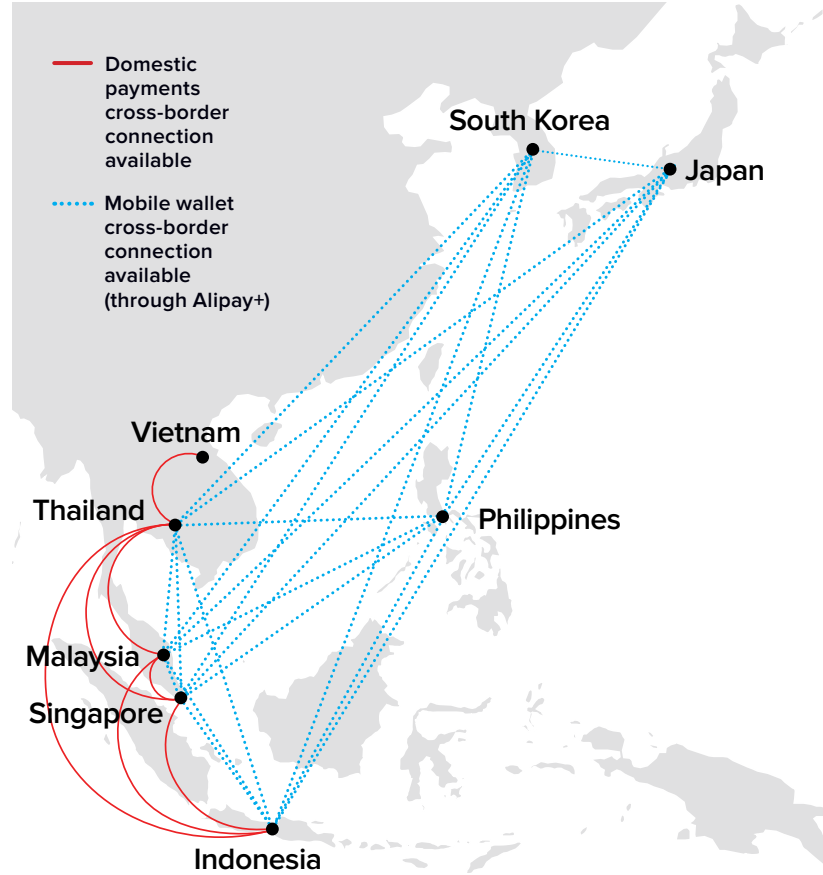 Domestic
payments
cross-border
connection
available
Mobile wallet
cross-border
connection
available
(through Alipay+)
South Korea
Japan
Vietnam
Thailand
Philippines
Malaysia
Singapore
Indonesia